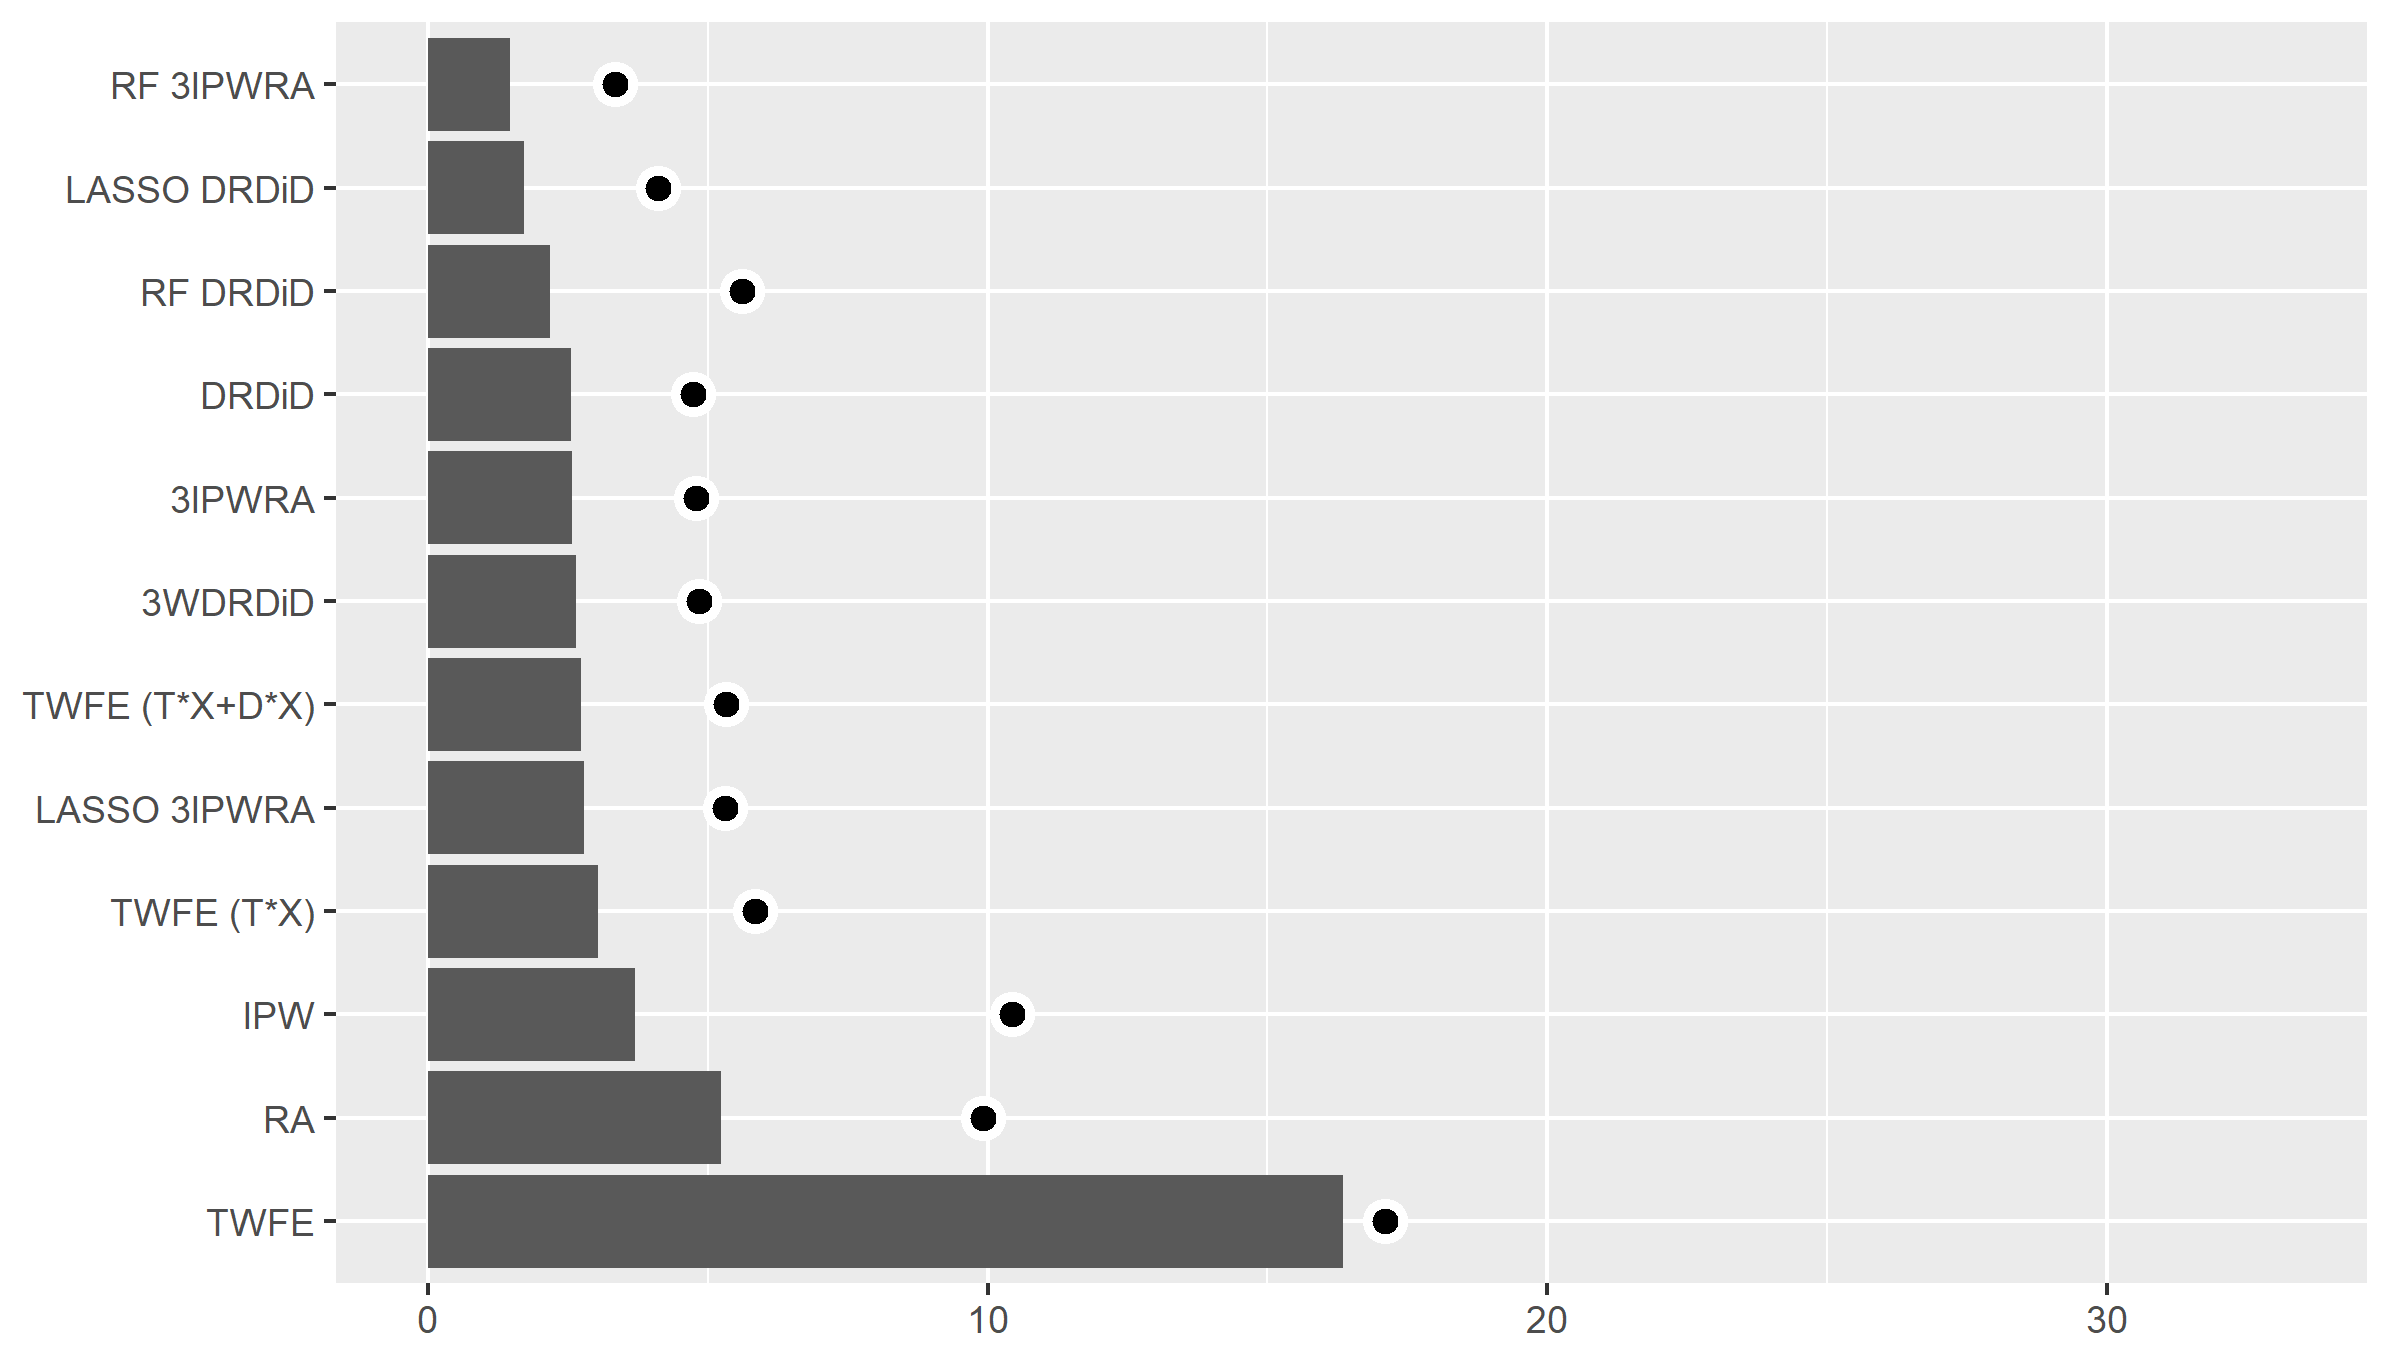 RF 3IPWRA
LASSO DRDiD
RF DRDiD
DRDiD
3IPWRA
3WDRDiD
TWFE (T*X+D*X)
LASSO 3IPWRA
TWFE (T*X)
IPW
RA
TWFE
0 10 20 30